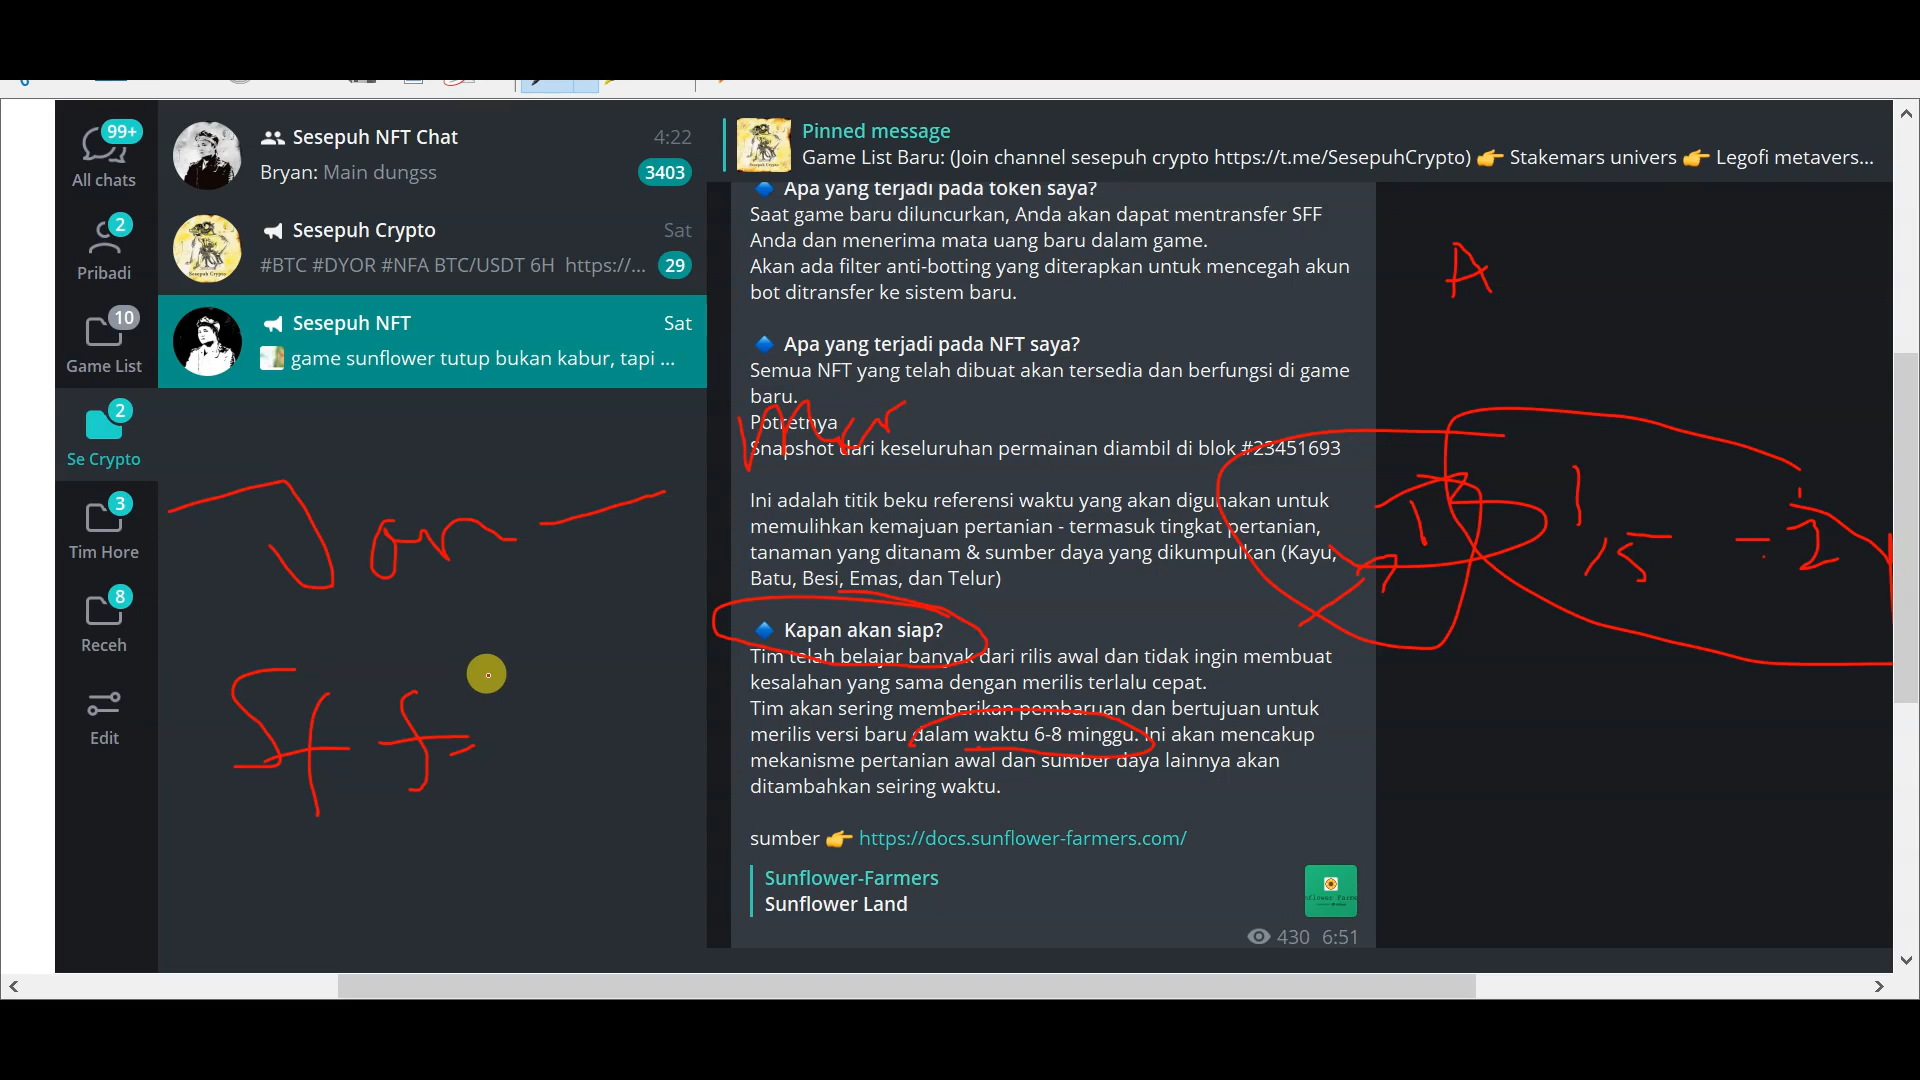 99+
All chats
2
Pribadi
10
Game List
2
Se Crypto
3
Tim Hore
8
Receh
Edit
Sesepuh NFT Chat 4:22
Bryan: Main dungss 3403
Sesepuh Crypto Sat
#BTC #DYOR #NFA BTC/USDT 6H https://... 29
Sesepuh NFT Sat
game sunflower tutup bukan kabur, tapi ...
Jan
Sff=
Pinned message
Game List Baru: (Join channel sesepuh crypto https://t.me/SesepuhCrypto) 👉 Stakemars univers 👉 Legofi metavers...
🔹 Apa yang terjadi pada token saya?
Saat game baru diluncurkan, Anda akan dapat mentransfer SFF
Anda dan menerima mata uang baru dalam game.
Akan ada filter anti-botting yang diterapkan untuk mencegah akun
bot ditransfer ke sistem baru.
🔹 Apa yang terjadi pada NFT saya?
Semua NFT yang telah dibuat akan tersedia dan berfungsi di game
baru.
Potretnya
Snapshot dari keseluruhan permainan diambil di blok #23451693
Ini adalah titik beku referensi waktu yang akan digunakan untuk
memulihkan kemajuan pertanian - termasuk tingkat pertanian,
tanaman yang ditanam & sumber daya yang dikumpulkan (Kayu,
Batu, Besi, Emas, dan Telur)
🔹 Kapan akan siap?
Tim telah belajar banyak dari rilis awal dan tidak ingin membuat
kesalahan yang sama dengan merilis terlalu cepat.
Tim akan sering memberikan pembaruan dan bertujuan untuk
merilis versi baru dalam waktu 6-8 minggu. Ini akan mencakup
mekanisme pertanian awal dan sumber daya lainnya akan
ditambahkan seiring waktu.
sumber 👉 https://docs.sunflower-farmers.com/
Sunflower-Farmers
Sunflower Land
430 6:51
A
1 1,5 - 2